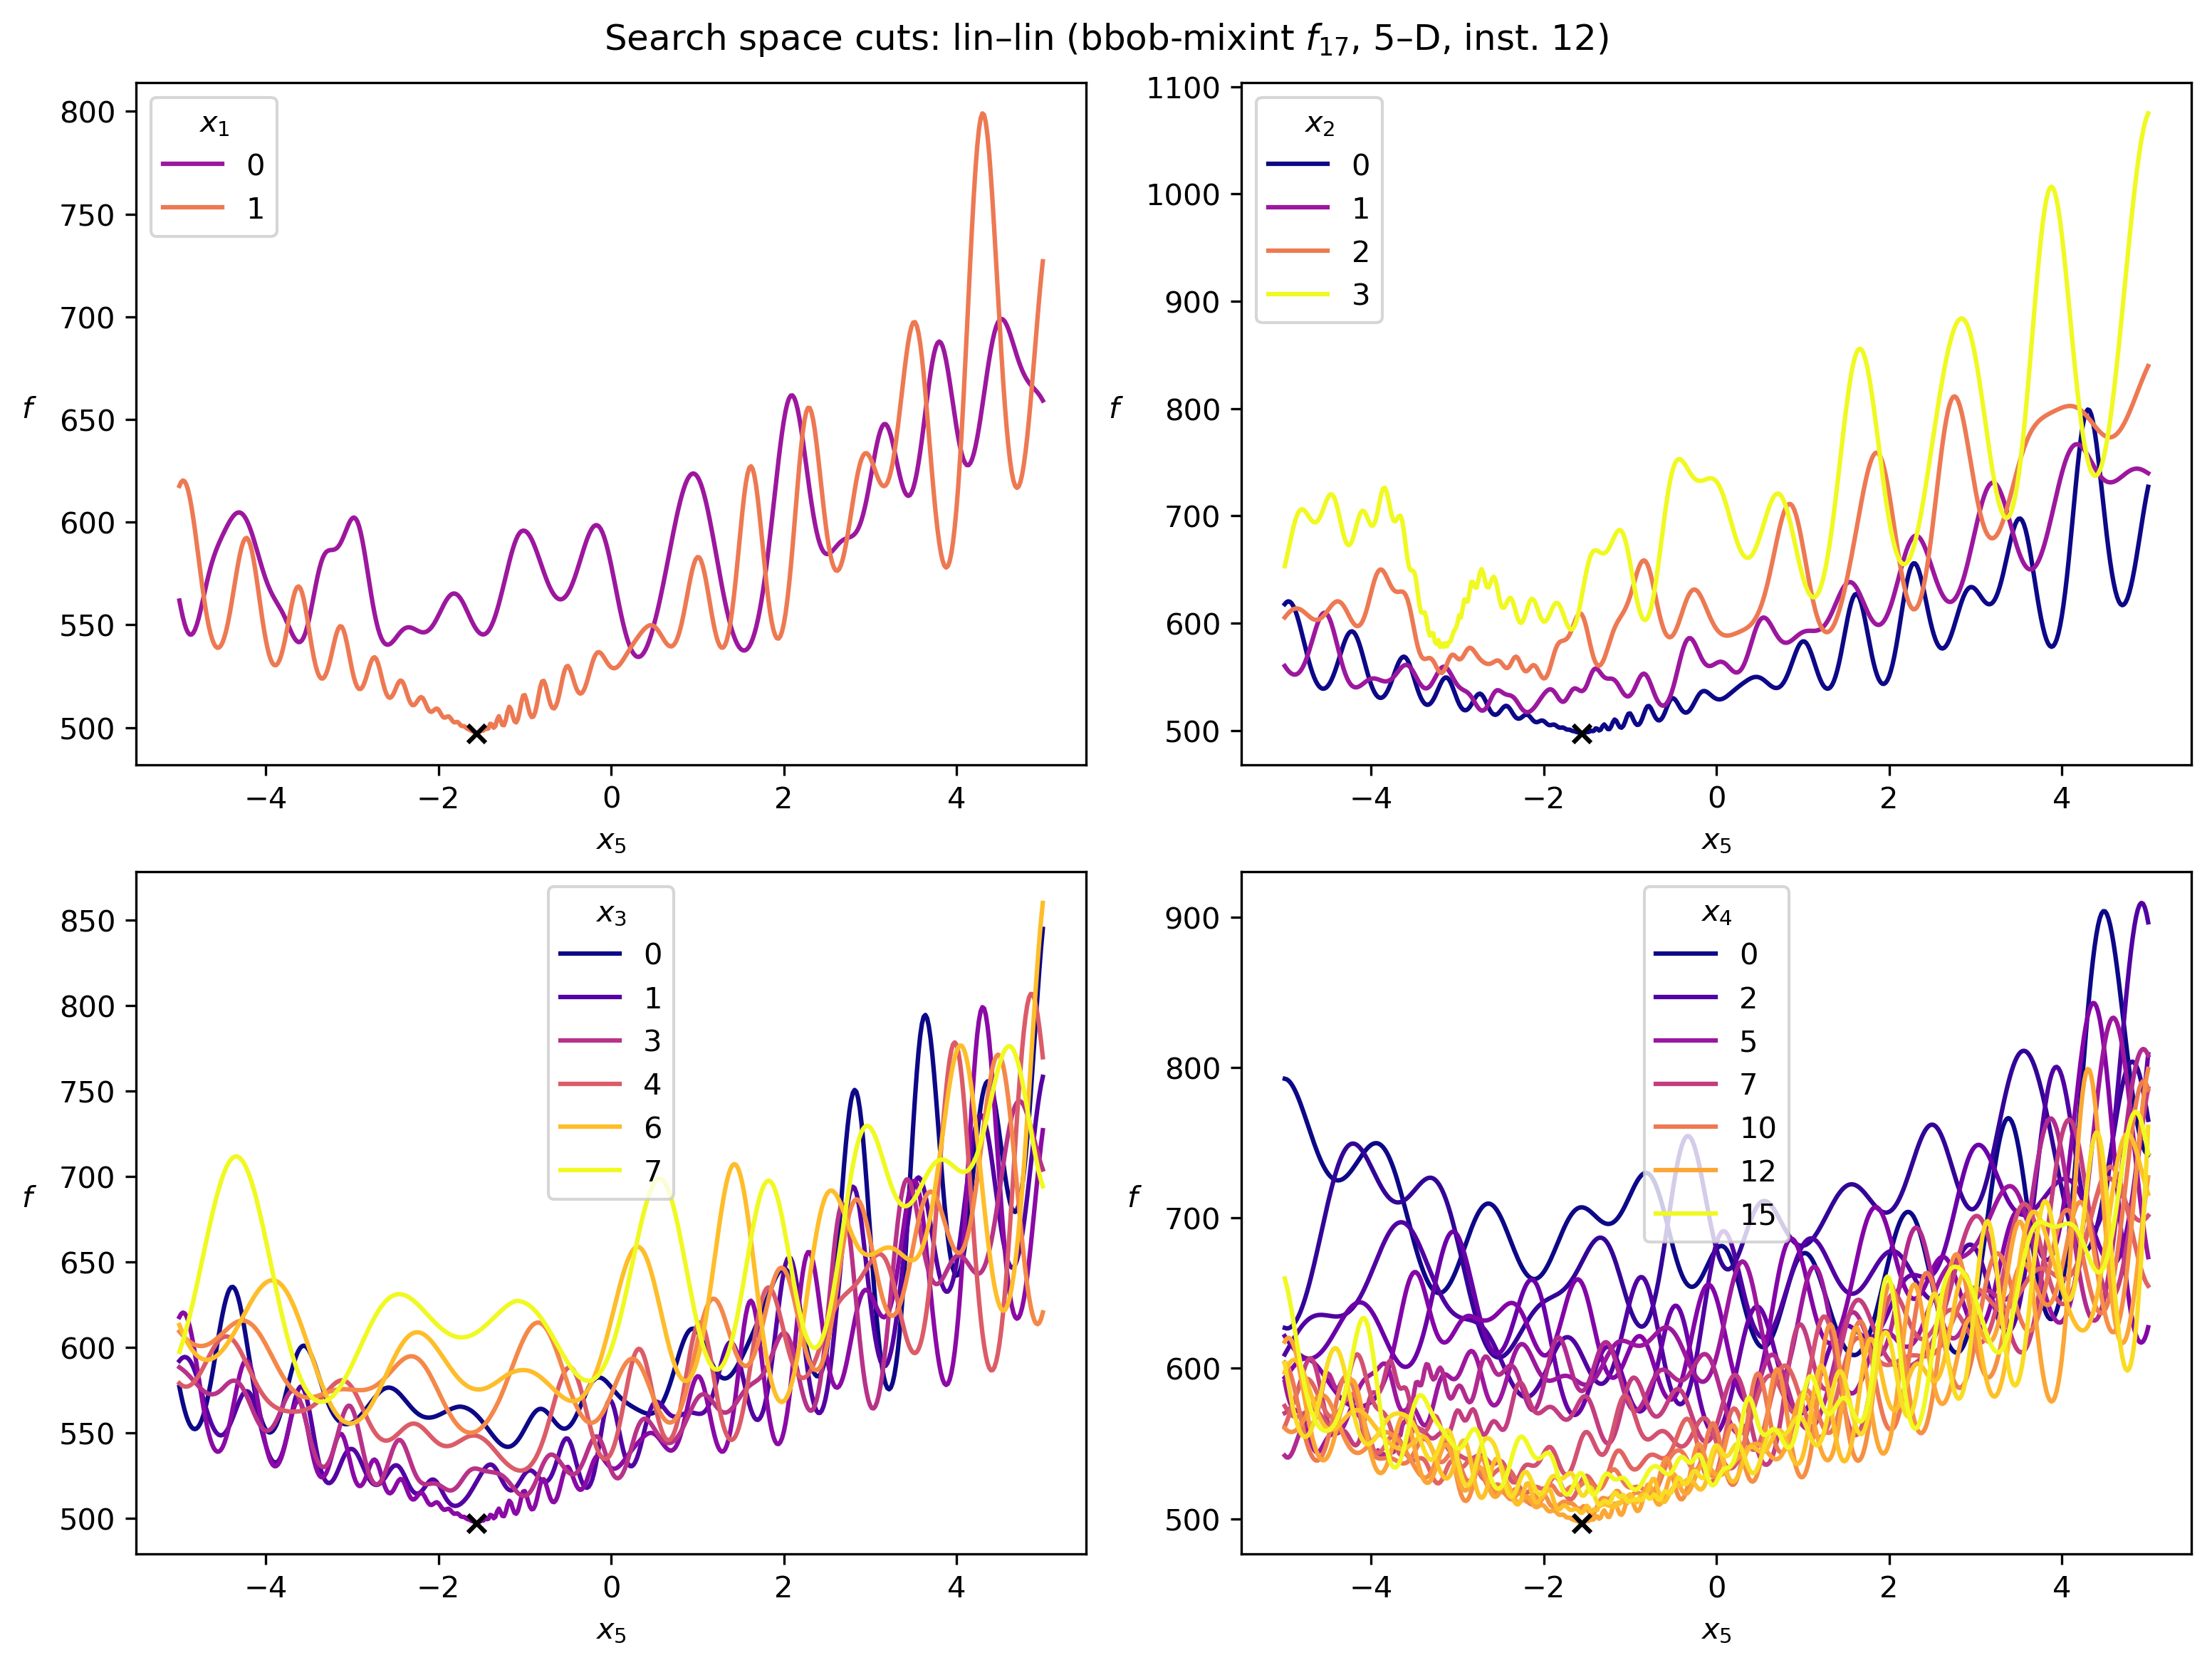 Search space cuts: lin–lin (bbob-mixint f17, 5–D, inst. 12)
x1
0
1
800
750
700
650
600
550
500
f
−4 −2 0 2 4
x5
x2
0
1
2
3
1100
1000
900
800
700
600
500
f
−4 −2 0 2 4
x5
x3
0
1
3
4
6
7
850
800
750
700
650
600
550
500
f
−4 −2 0 2 4
x5
x4
0
2
5
7
10
12
15
900
800
700
600
500
f
−4 −2 0 2 4
x5